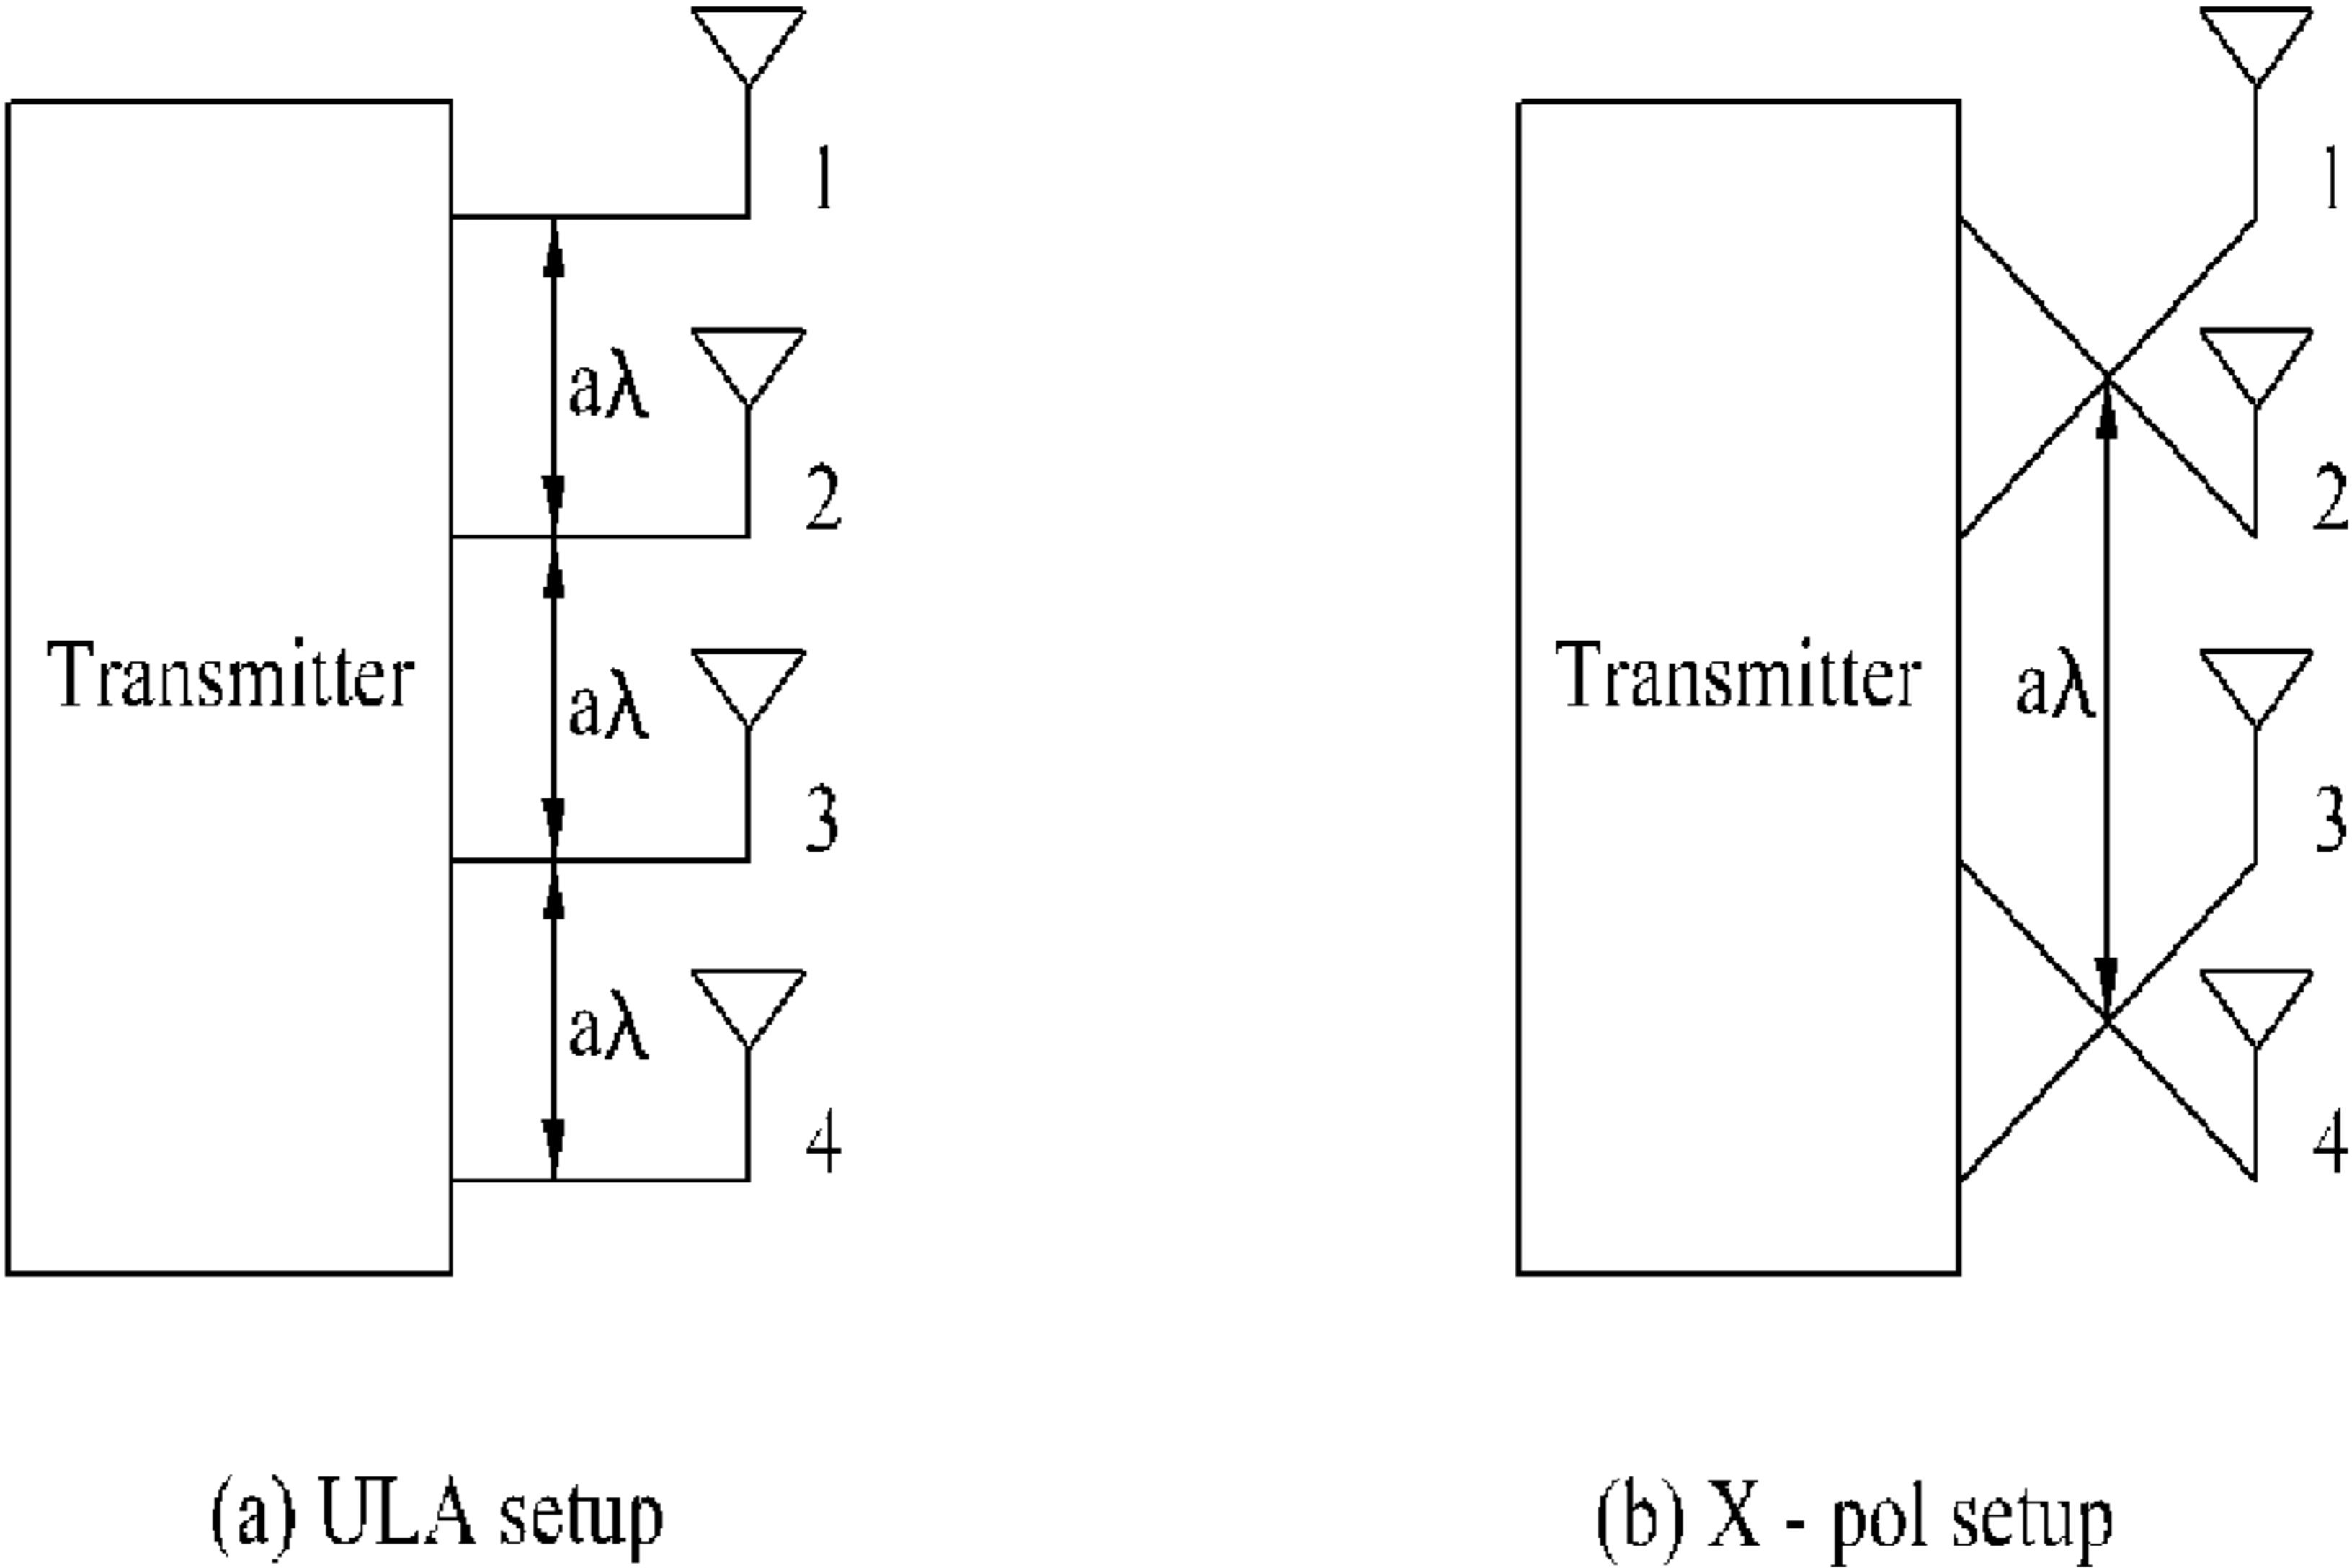 1
aλ
2
Transmitter
aλ
3
aλ
4
(a) ULA setup
1
2
Transmitter
aλ
3
4
(b) X - pol setup